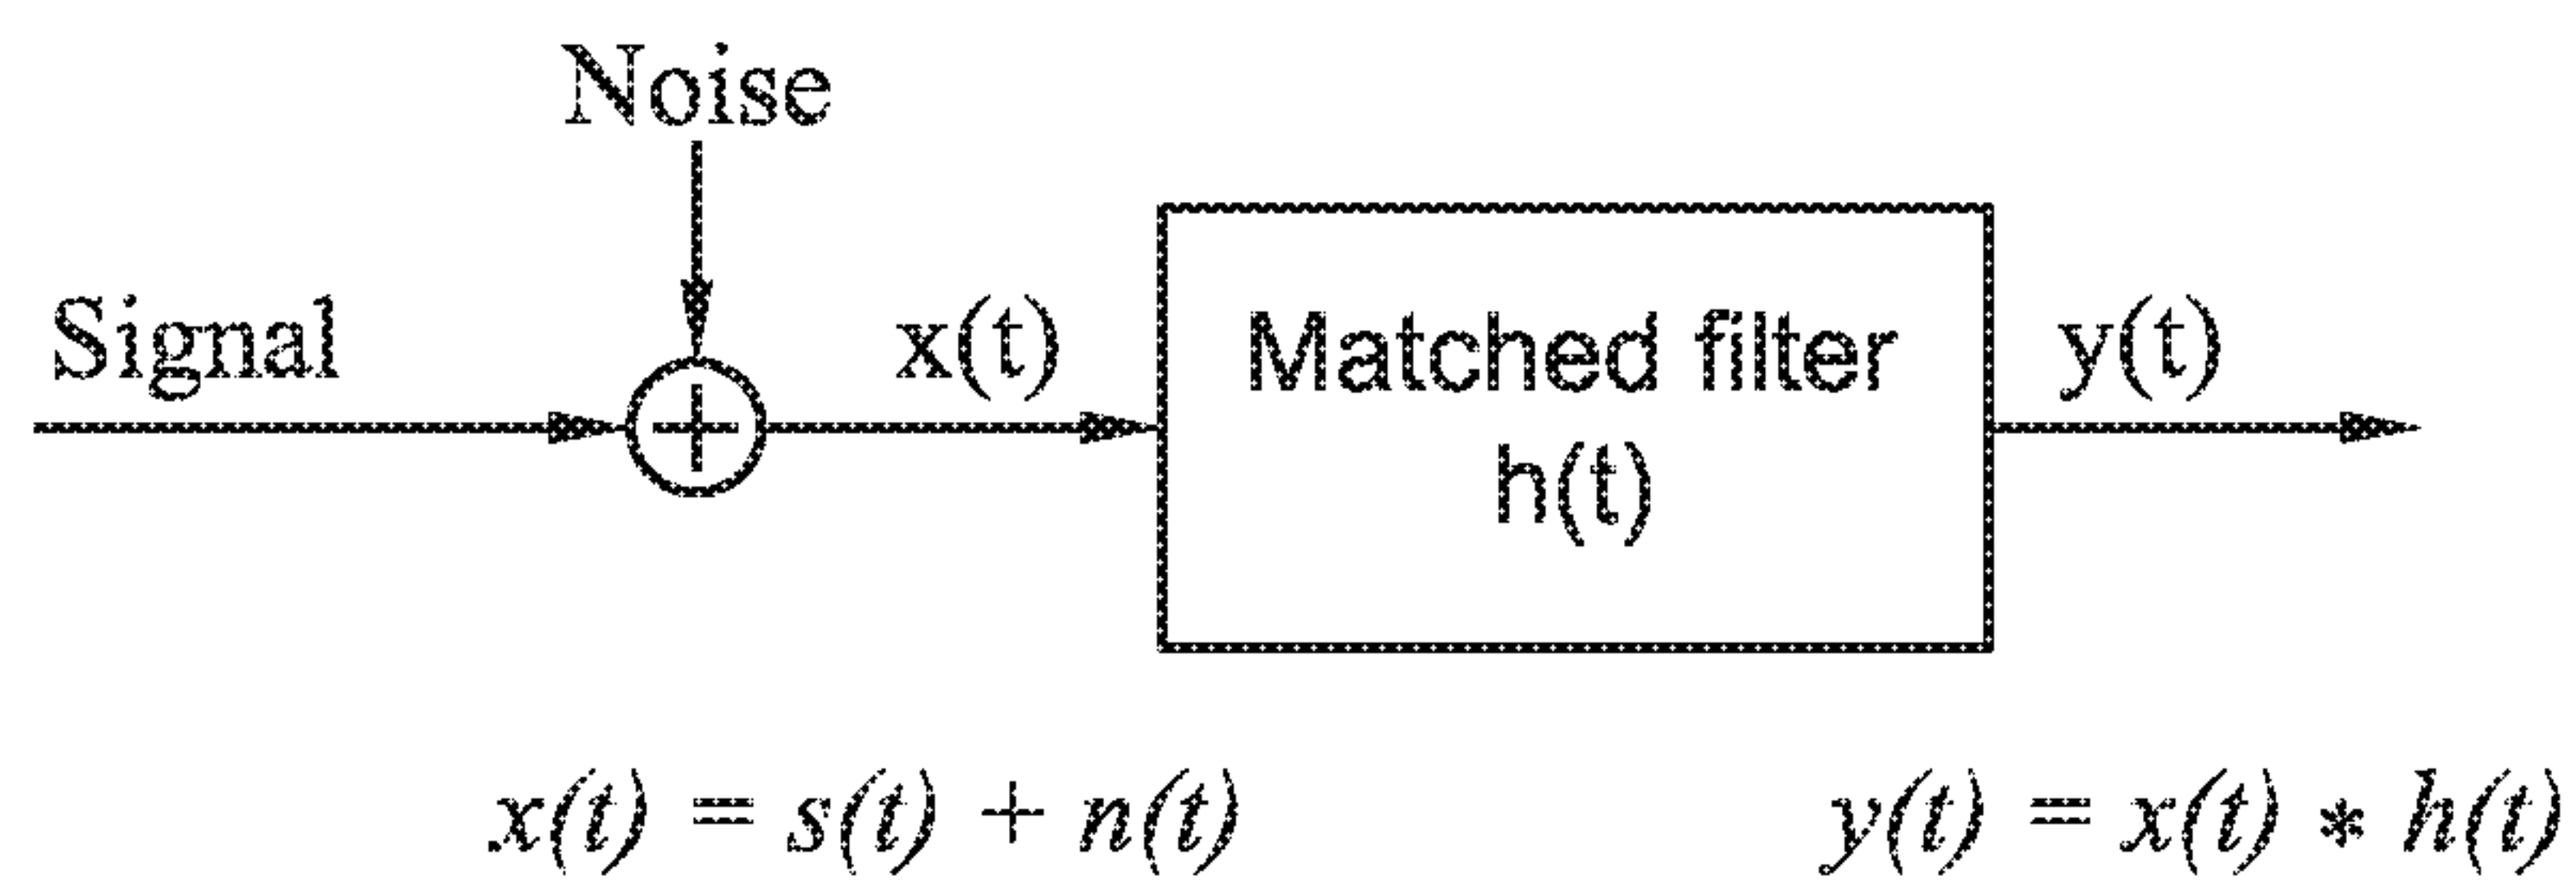 Noise
Signal
x(t)
Matched filter
h(t)
y(t)
x(t) = s(t) + n(t)
y(t) = x(t) * h(t)